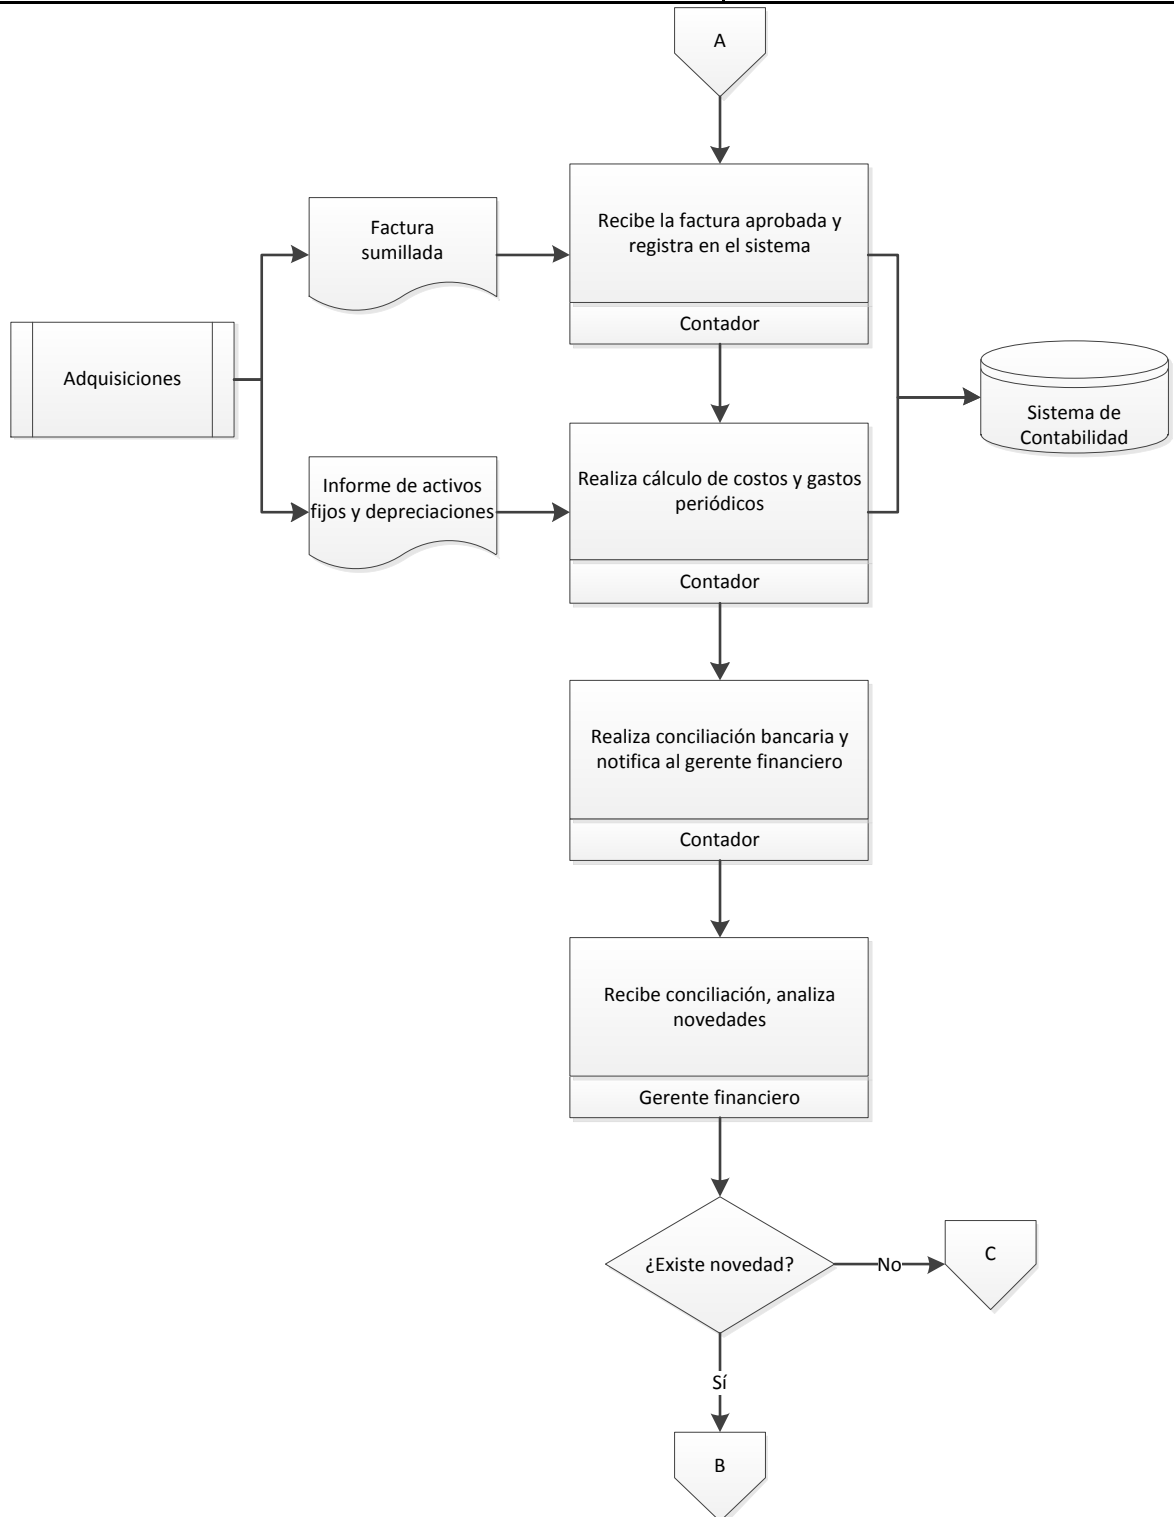 A
Factura
sumillada
Recibe la factura aprobada y
registra en el sistema
Contador
Adquisiciones
Sistema de
Contabilidad
Informe de activos
fijos y depreciaciones
Realiza cálculo de costos y gastos
periódicos
Contador
Realiza conciliación bancaria y
notifica al gerente financiero
Contador
Recibe conciliación, analiza
novedades
Gerente financiero
¿Existe novedad?
No
C
Sí
B